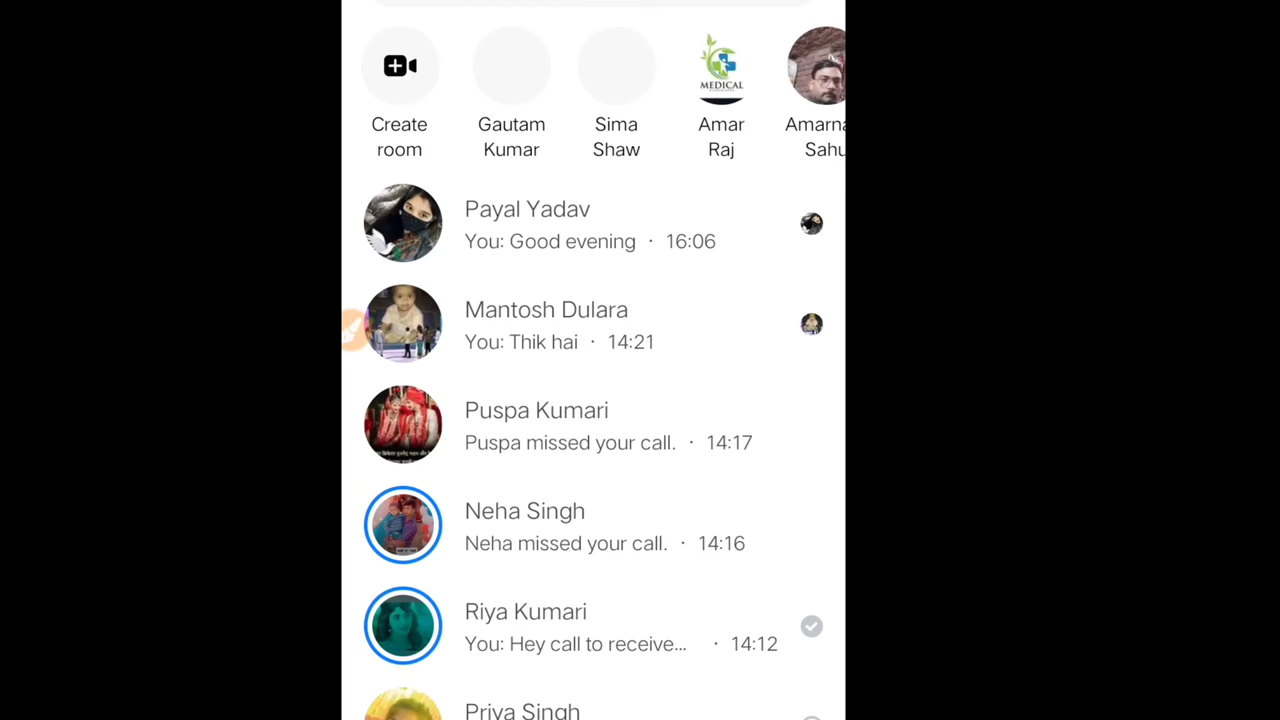 Create room
Gautam Kumar
Sima Shaw
MEDICAL
Amar Raj
Amarna
Sahu
Payal Yadav
You: Good evening · 16:06
Mantosh Dulara
You: Thik hai · 14:21
Puspa Kumari
Puspa missed your call. · 14:17
Neha Singh
Neha missed your call. · 14:16
Riya Kumari
You: Hey call to receive... · 14:12
Priya Singh